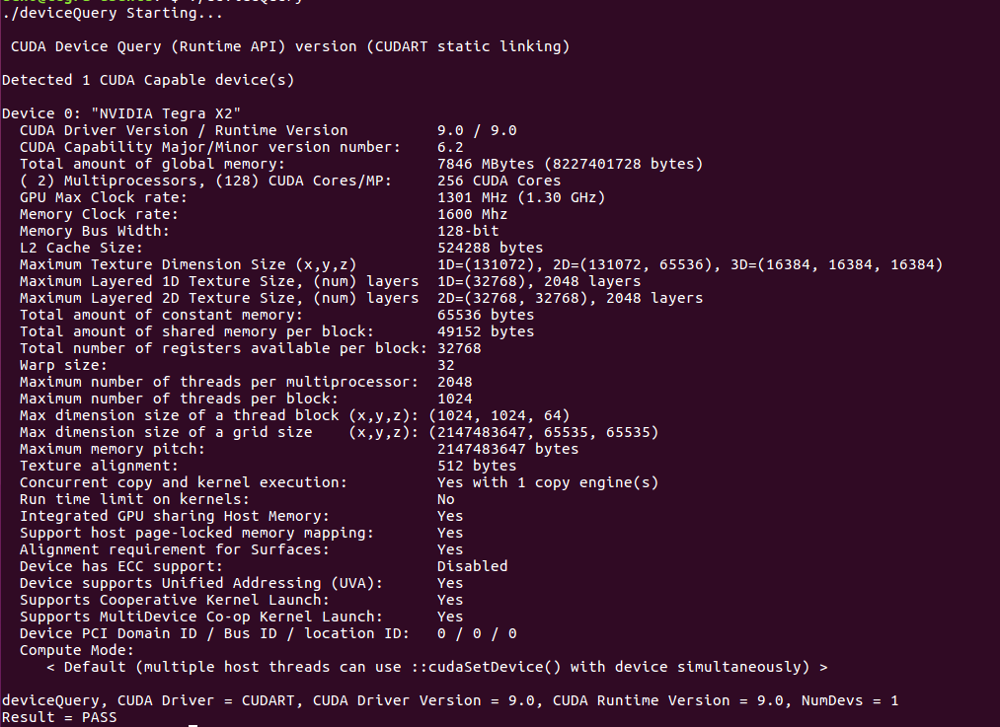 ./deviceQuery Starting...
CUDA Device Query (Runtime API) version (CUDART static linking)
Detected 1 CUDA Capable device(s)
Device 0: "NVIDIA Tegra X2"
CUDA Driver Version / Runtime Version 9.0 / 9.0
CUDA Capability Major/Minor version number: 6.2
Total amount of global memory: 7846 MBytes (8227401728 bytes)
( 2) Multiprocessors, (128) CUDA Cores/MP: 256 CUDA Cores
GPU Max Clock rate: 1301 MHz (1.30 GHz)
Memory Clock rate: 1600 Mhz
Memory Bus Width: 128-bit
L2 Cache Size: 524288 bytes
Maximum Texture Dimension Size (x,y,z) 1D=(131072), 2D=(131072, 65536), 3D=(16384, 16384, 16384)
Maximum Layered 1D Texture Size, (num) layers 1D=(32768), 2048 layers
Maximum Layered 2D Texture Size, (num) layers 2D=(32768, 32768), 2048 layers
Total amount of constant memory: 65536 bytes
Total amount of shared memory per block: 49152 bytes
Total number of registers available per block: 32768
Warp size: 32
Maximum number of threads per multiprocessor: 2048
Maximum number of threads per block: 1024
Max dimension size of a thread block (x,y,z): (1024, 1024, 64)
Max dimension size of a grid size (x,y,z): (2147483647, 65535, 65535)
Maximum memory pitch: 2147483647 bytes
Texture alignment: 512 bytes
Concurrent copy and kernel execution: Yes with 1 copy engine(s)
Run time limit on kernels: No
Integrated GPU sharing Host Memory: Yes
Support host page-locked memory mapping: Yes
Alignment requirement for Surfaces: Yes
Device has ECC support: Disabled
Device supports Unified Addressing (UVA): Yes
Supports Cooperative Kernel Launch: Yes
Supports MultiDevice Co-op Kernel Launch: Yes
Device PCI Domain ID / Bus ID / location ID: 0 / 0 / 0
Compute Mode:
< Default (multiple host threads can use ::cudaSetDevice() with device simultaneously) >
deviceQuery, CUDA Driver = CUDART, CUDA Driver Version = 9.0, CUDA Runtime Version = 9.0, NumDevs = 1
Result = PASS